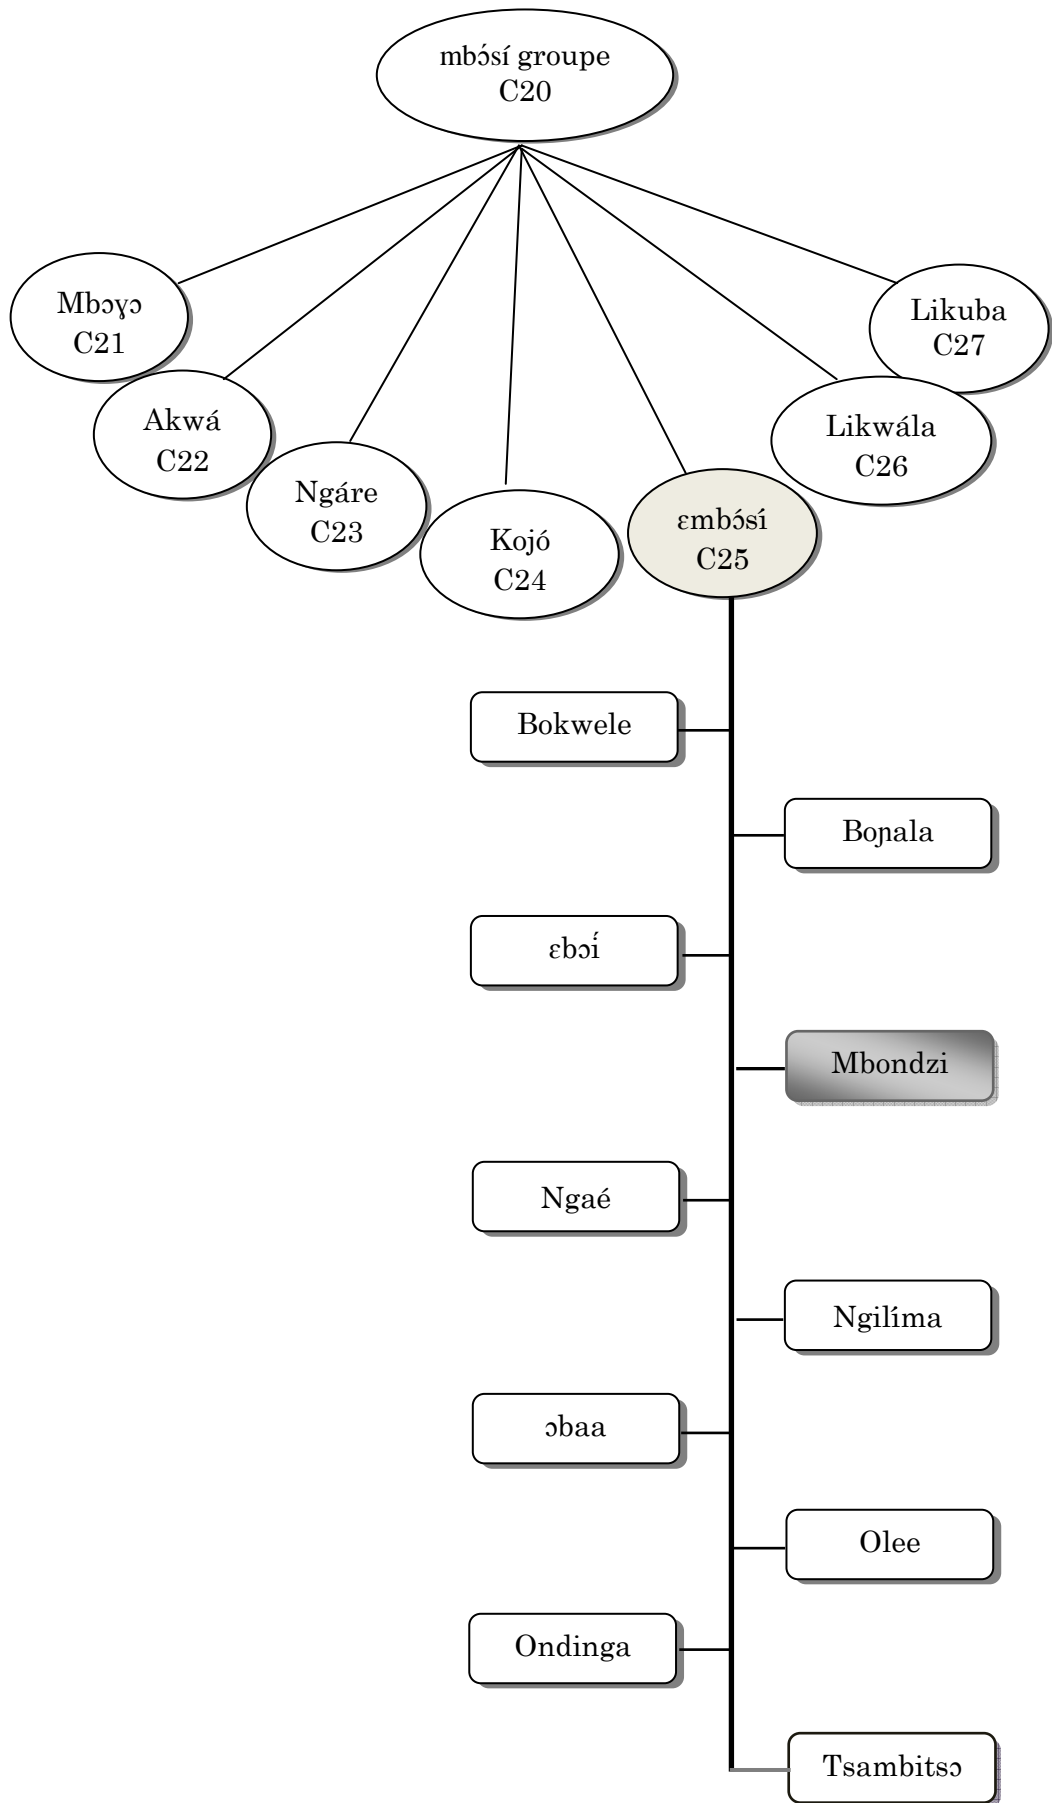 mbɔ́sí groupe
C20
Mbɔɣɔ
C21
Akwá
C22
Ngáre
C23
Kojó
C24
ɛmbɔ́sí
C25
Likwála
C26
Likuba
C27
Bokwele
Boɲala
ɛbɔí
Mbondzi
Ngaé
Ngilíma
ɔbaa
Olee
Ondinga
Tsambitsɔ